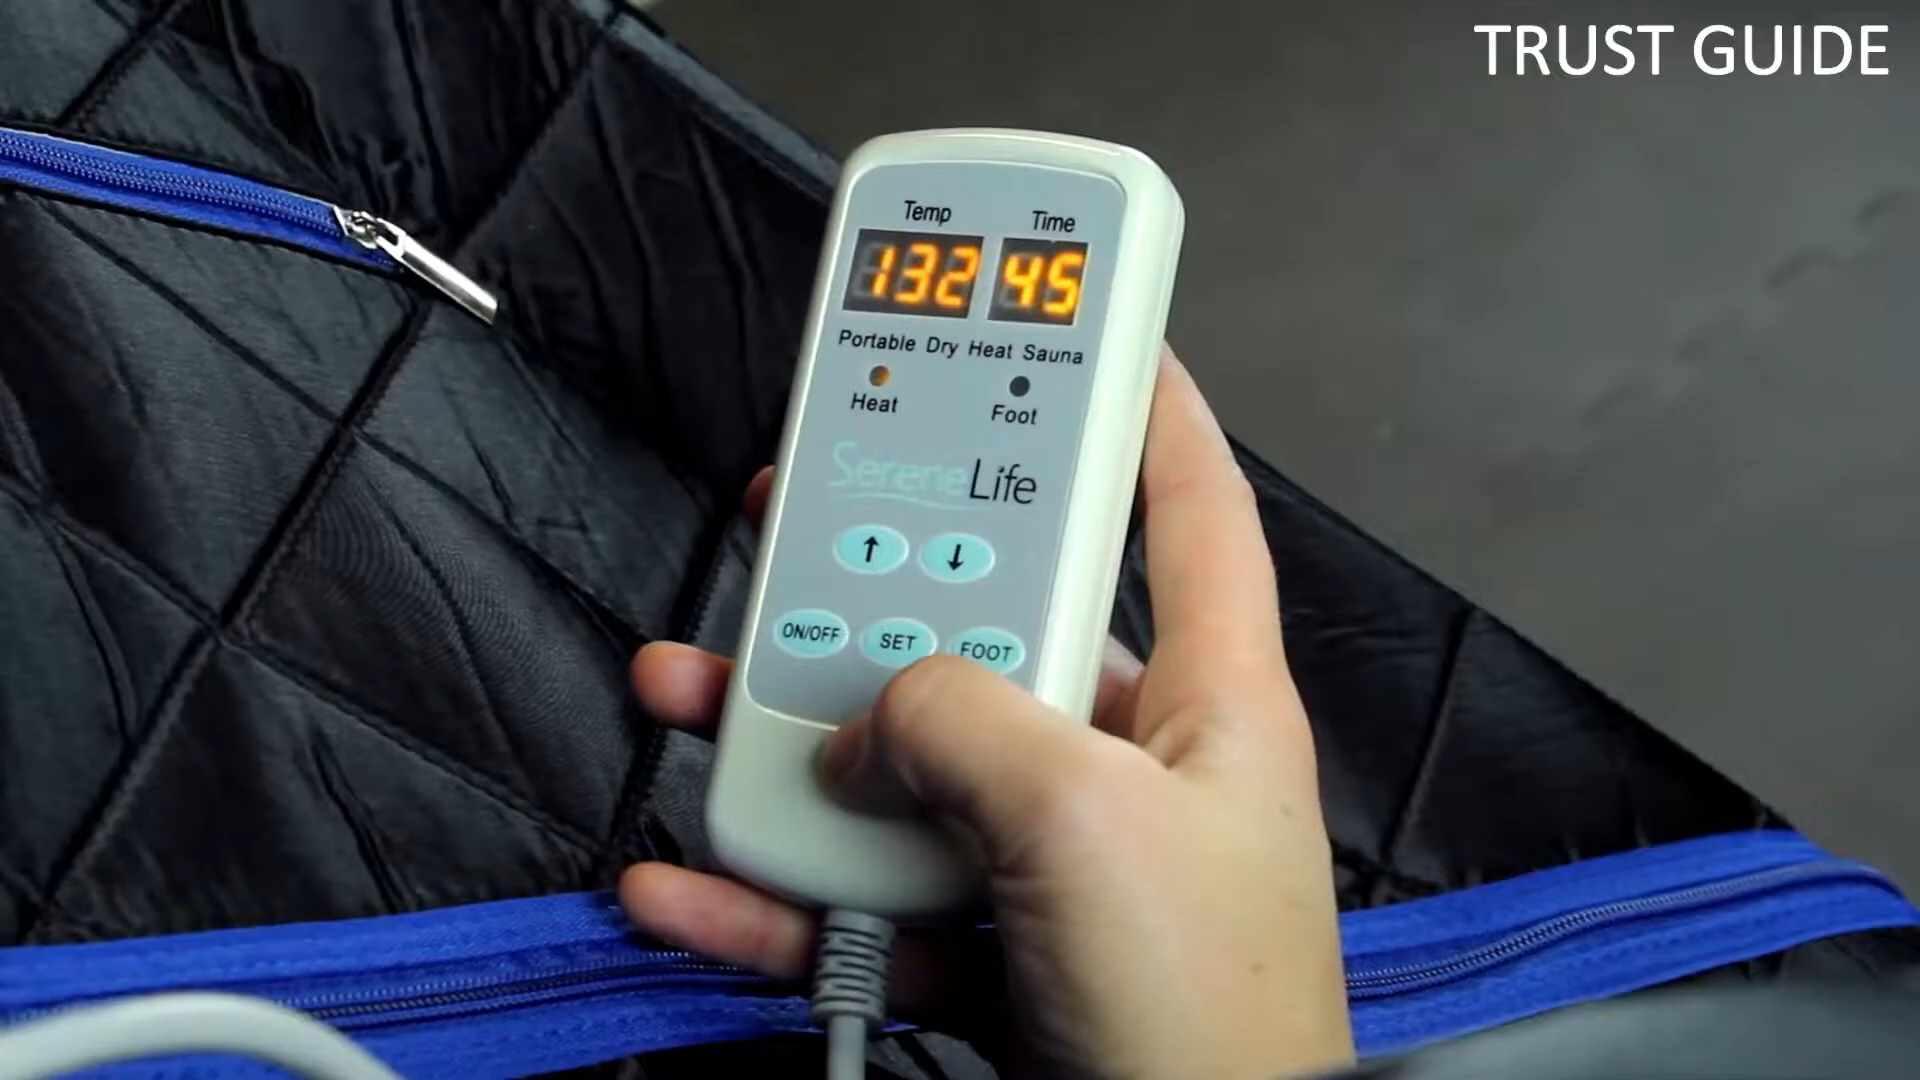 TRUST GUIDE
Temp Time
132 45
Portable Dry Heat Sauna
Heat Foot
SereneLife
↑ ↓
ON/OFF SET FOOT